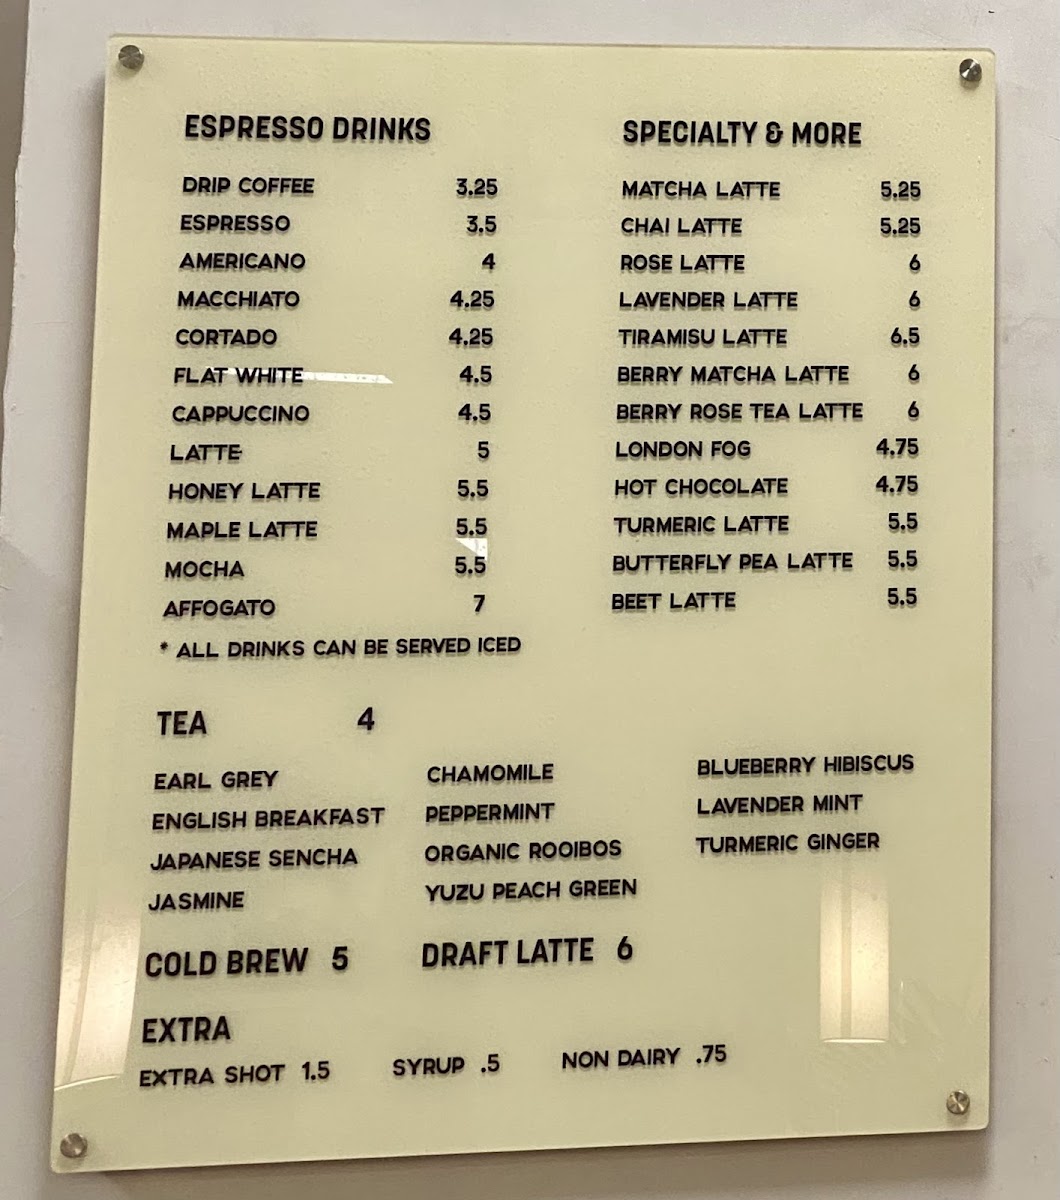 ESPRESSO DRINKS
DRIP COFFEE 3.25
ESPRESSO 3.5
AMERICANO 4
MACCHIATO 4.25
CORTADO 4.25
FLAT WHITE 4.5
CAPPUCCINO 4.5
LATTE 5
HONEY LATTE 5.5
MAPLE LATTE 5.5
MOCHA 5.5
AFFOGATO 7
* ALL DRINKS CAN BE SERVED ICED
SPECIALTY & MORE
MATCHA LATTE 5.25
CHAI LATTE 5.25
ROSE LATTE 6
LAVENDER LATTE 6
TIRAMISU LATTE 6.5
BERRY MATCHA LATTE 6
BERRY ROSE TEA LATTE 6
LONDON FOG 4.75
HOT CHOCOLATE 4.75
TURMERIC LATTE 5.5
BUTTERFLY PEA LATTE 5.5
BEET LATTE 5.5
TEA 4
EARL GREY
ENGLISH BREAKFAST
JAPANESE SENCHA
JASMINE
CHAMOMILE
PEPPERMINT
ORGANIC ROOIBOS
YUZU PEACH GREEN
BLUEBERRY HIBISCUS
LAVENDER MINT
TURMERIC GINGER
COLD BREW 5 DRAFT LATTE 6
EXTRA
EXTRA SHOT 1.5 SYRUP .5 NON DAIRY .75